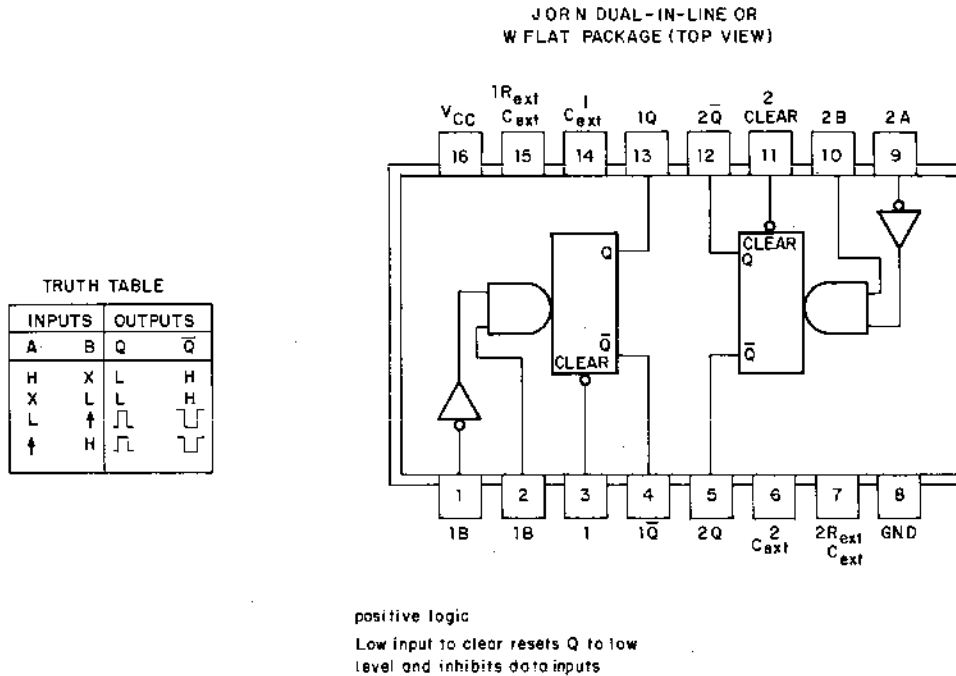 JORN DUAL-IN-LINE OR
W FLAT PACKAGE (TOP VIEW)
VCC
1Rext
Cext
1
Cext
1Q
2Q̅
2
CLEAR
2B
2A
16 15 14 13 12 11 10 9
Q
Q̅
CLEAR
CLEAR
Q
Q̅
TRUTH TABLE
INPUTS OUTPUTS
A B Q Q̅
H X L H
X L L H
L ↑
↑ H
1 2 3 4 5 6 7 8
1B 1B 1 1Q̅ 2Q
2
Cext
2Rext
Cext
GND
positive logic
Low input to clear resets Q to low
level and inhibits data inputs